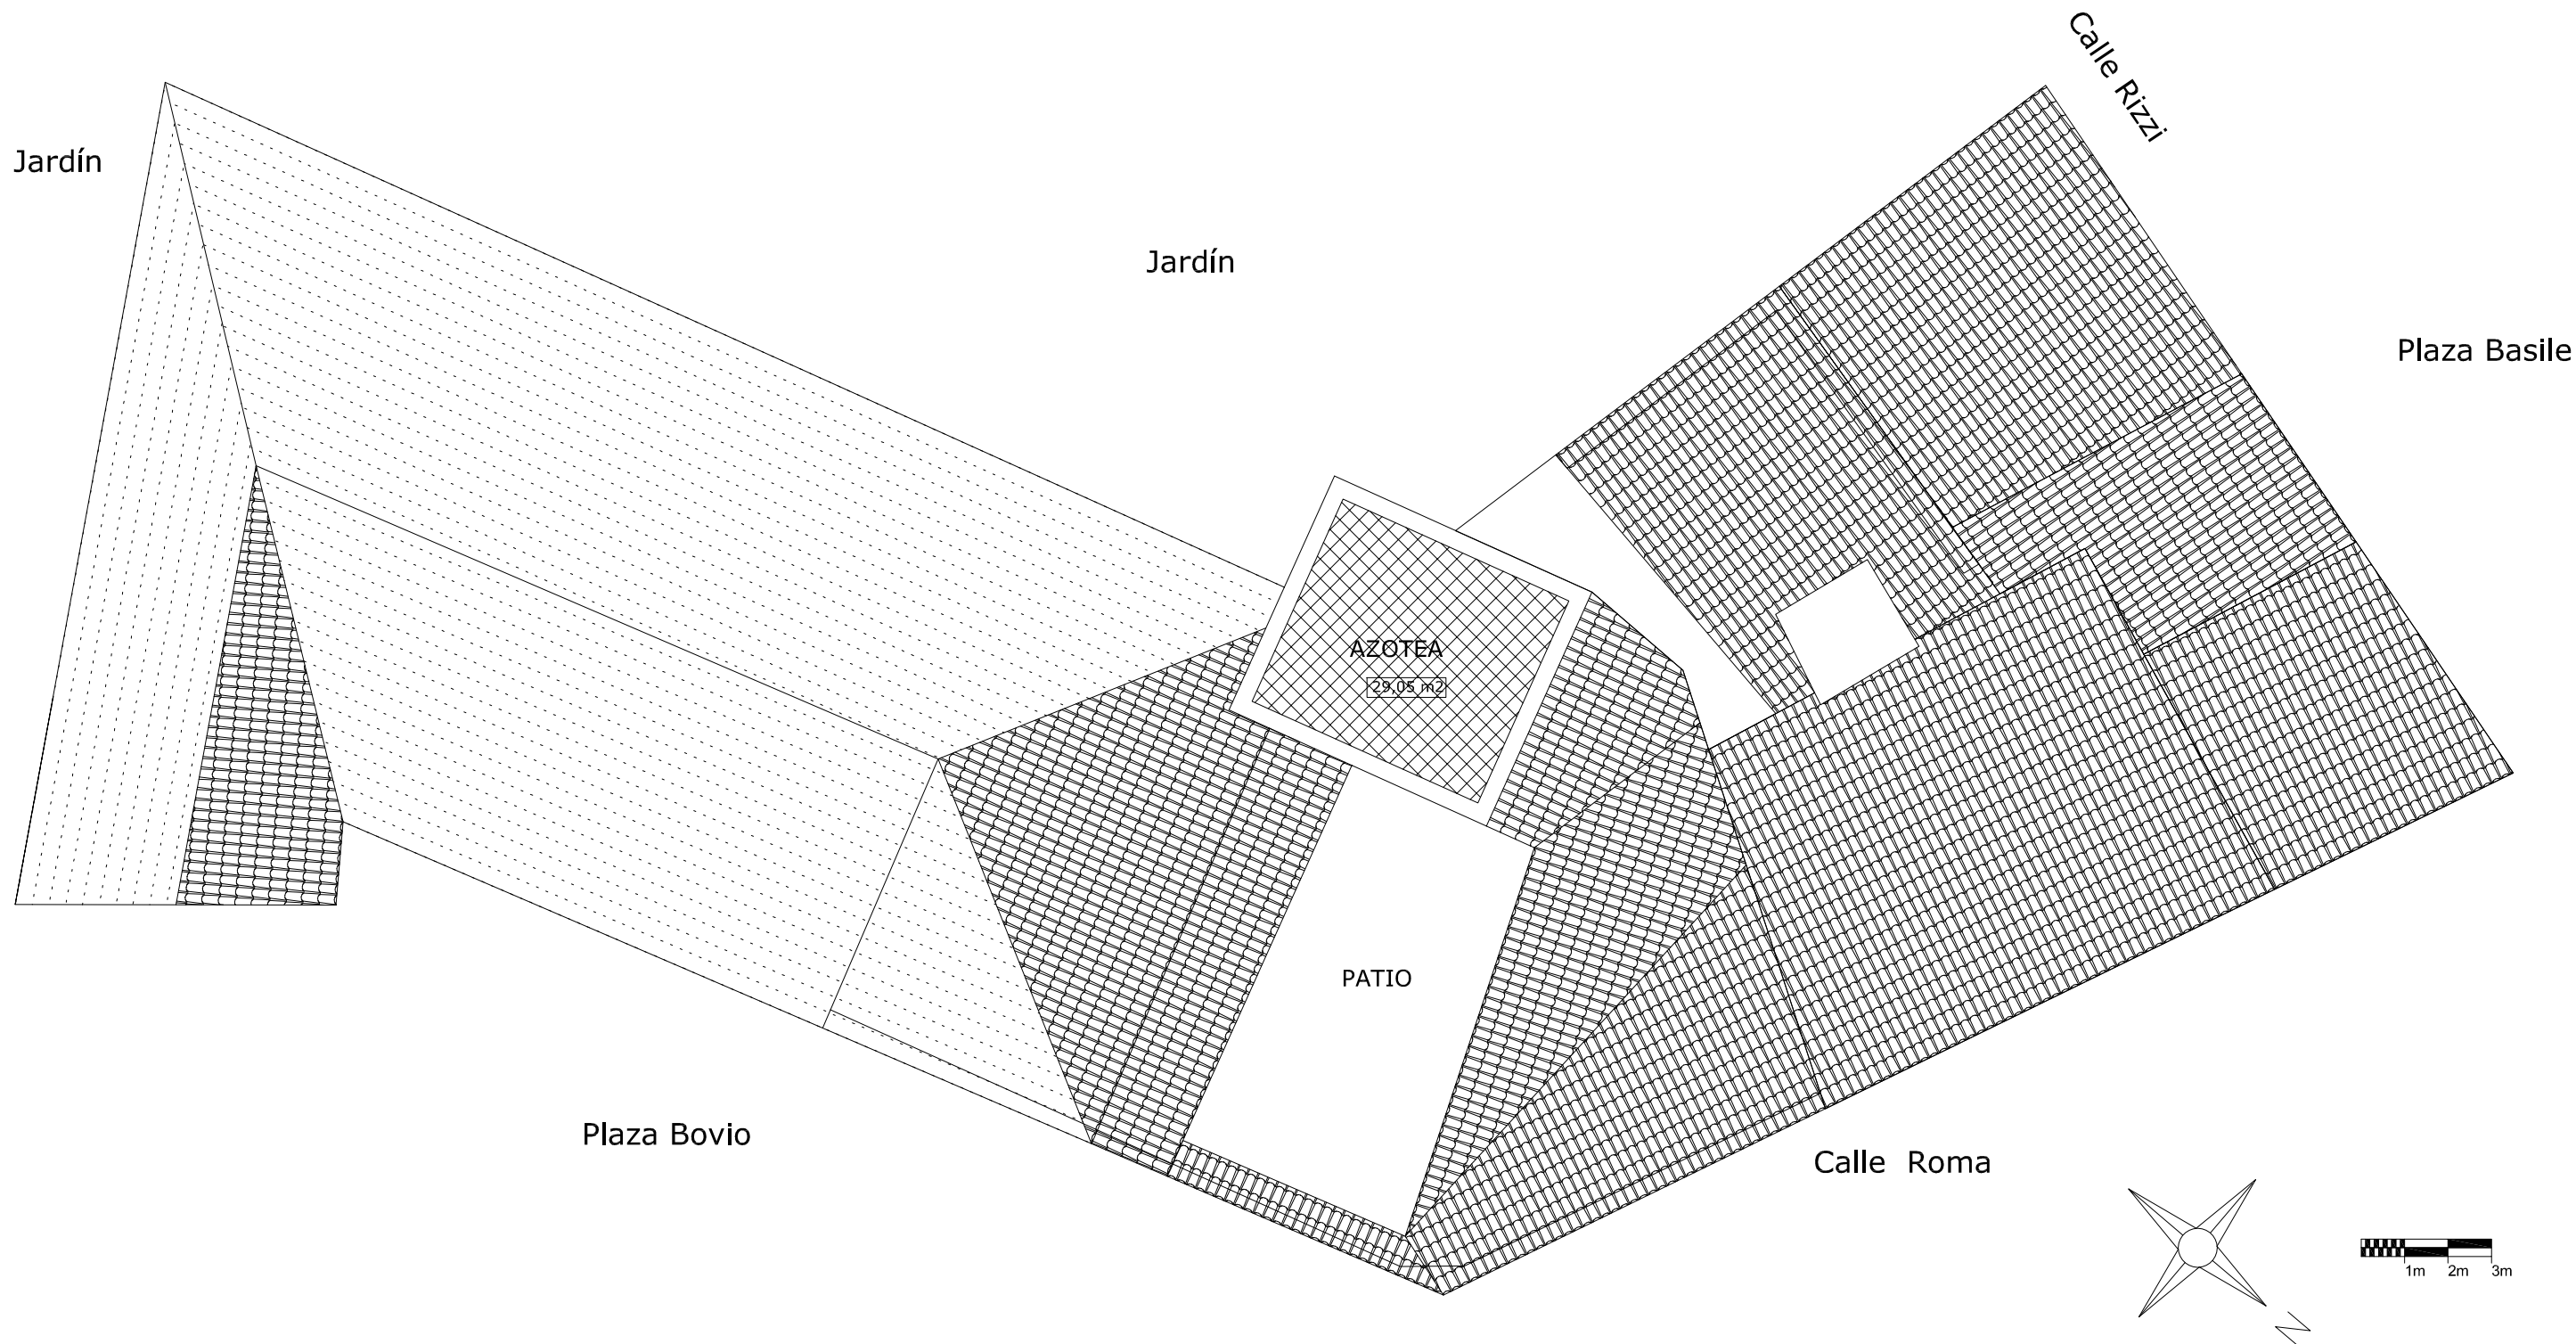 Calle Rizzi
Jardín
Jardín
Plaza Basile
AZOTEA
29,05 m2
PATIO
Plaza Bovio
Calle Roma
1m 2m 3m
N